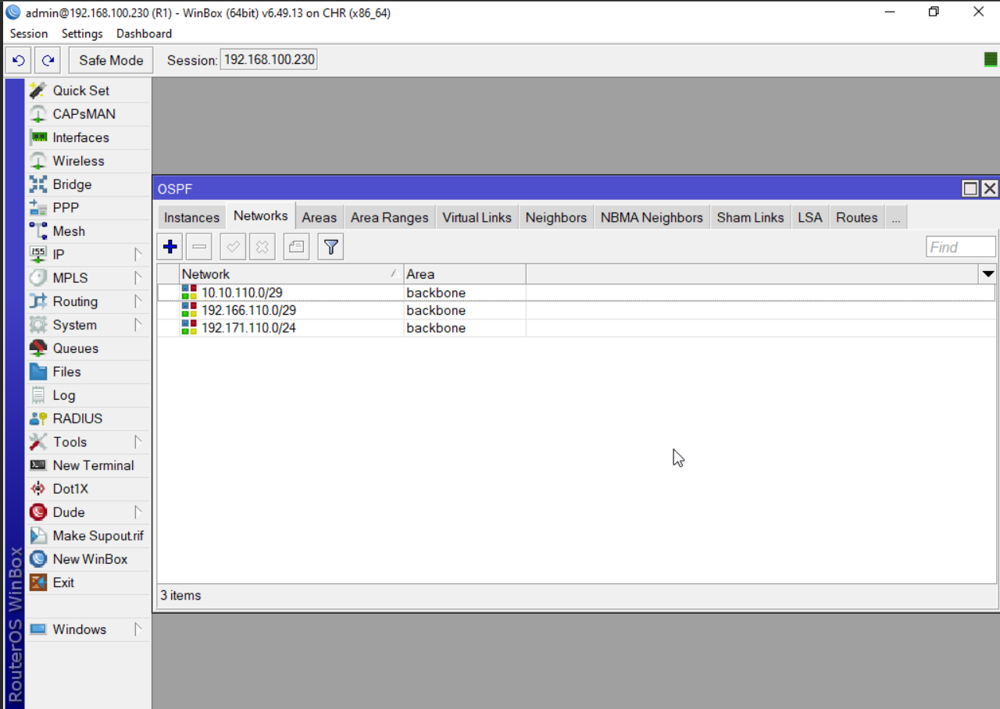 admin@192.168.100.230 (R1) - WinBox (64bit) v6.49.13 on CHR (x86_64)
Session Settings Dashboard
Safe Mode Session: 192.168.100.230
Quick Set
CAPsMAN
Interfaces
Wireless
Bridge
PPP
Mesh
IP
MPLS
Routing
System
Queues
Files
Log
RADIUS
Tools
New Terminal
Dot1X
Dude
Make Supout.rif
New WinBox
Exit
Windows
RouterOS WinBox
OSPF
Instances Networks Areas Area Ranges Virtual Links Neighbors NBMA Neighbors Sham Links LSA Routes ...
Find
Network Area
10.10.110.0/29 backbone
192.166.110.0/29 backbone
192.171.110.0/24 backbone
3 items